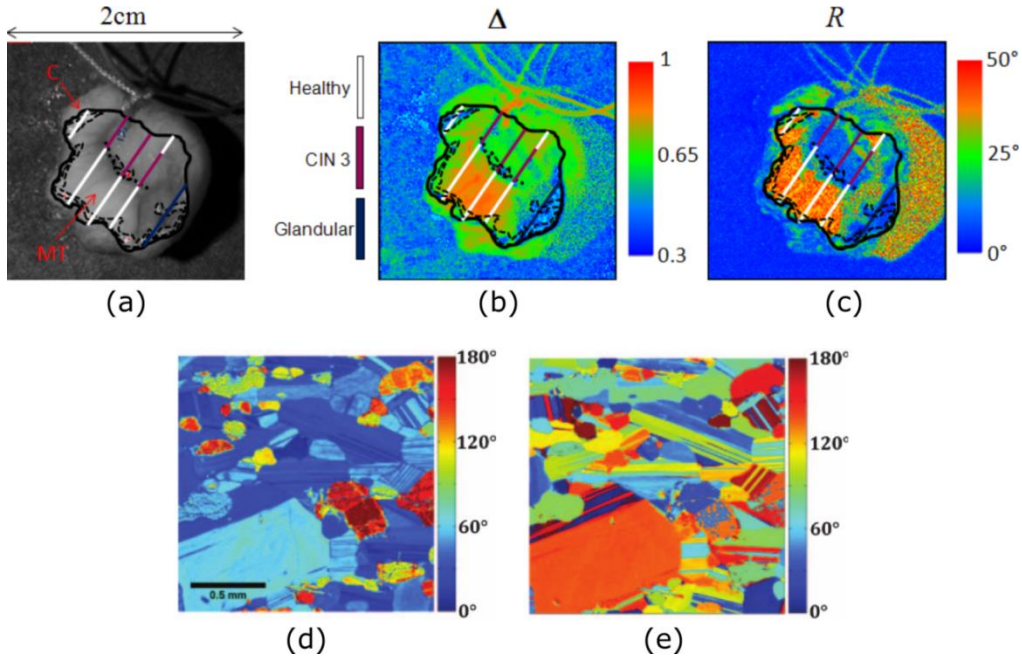 2cm
Δ
R
C
MT
Healthy
CIN 3
Glandular
1
0.65
0.3
50°
25°
0°
(a)
(b)
(c)
180°
120°
60°
0°
0.5 mm
180°
120°
60°
0°
(d)
(e)